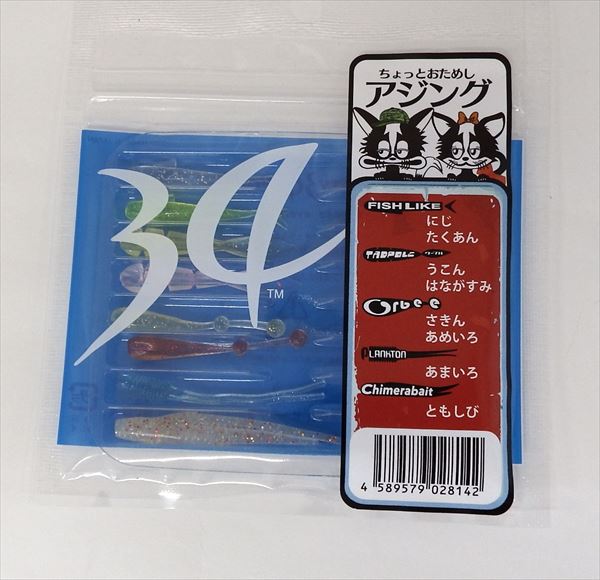 34
TM
ちょっとおためし
アジング
FISH LIKE
にじ
たくあん
TADPOLE
うこん
はながすみ
Orbee
さきん
あめいろ
PLANKTON
あまいろ
Chimerabait
ともしび
4 589579 028142